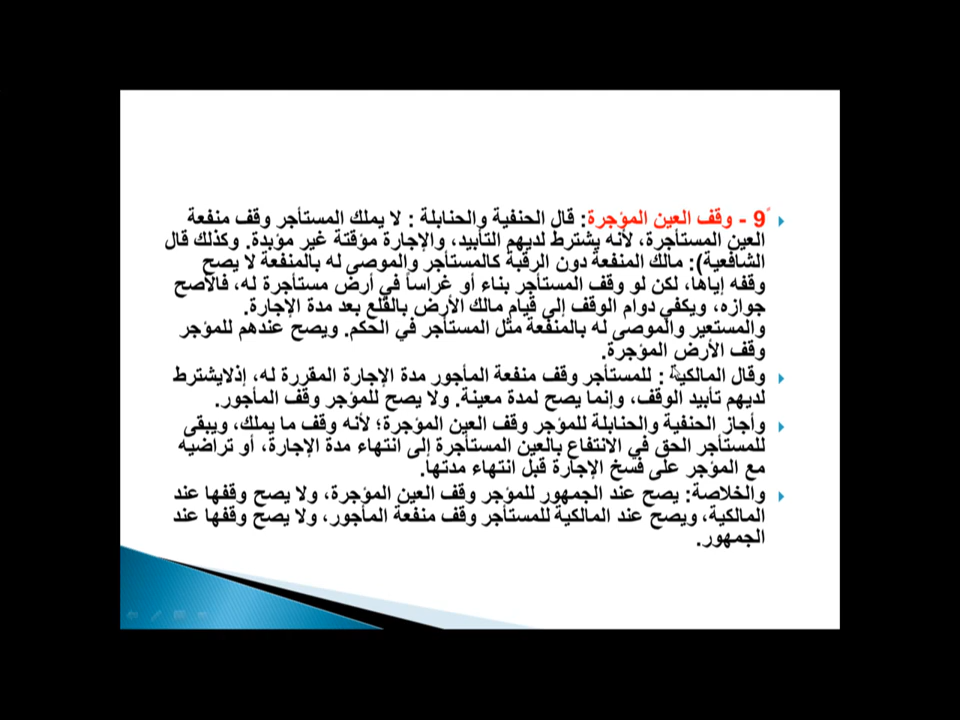 9ً - وقف العين المؤجرة: قال الحنفية والحنابلة : لا يملك المستأجر وقف منفعة
العين المستأجرة، لأنه يشترط لديهم التأبيد، والإجارة مؤقتة غير مؤبدة. وكذلك قال
الشافعية): مالك المنفعة دون الرقبة كالمستأجر والموصى له بالمنفعة لا يصح
وقفه إياها، لكن لو وقف المستأجر بناء أو غراساً في أرض مستأجرة له، فالأصح
جوازه، ويكفي دوام الوقف إلى قيام مالك الأرض بالقلع بعد مدة الإجارة.
والمستعير والموصى له بالمنفعة مثل المستأجر في الحكم. ويصح عندهم للمؤجر
وقف الأرض المؤجرة.
وقال المالكية : للمستأجر وقف منفعة المأجور مدة الإجارة المقررة له، إذلايشترط
لديهم تأبيد الوقف، وإنما يصح لمدة معينة. ولا يصح للمؤجر وقف المأجور.
وأجاز الحنفية والحنابلة للمؤجر وقف العين المؤجرة؛ لأنه وقف ما يملك، ويبقى
للمستأجر الحق في الانتفاع بالعين المستأجرة إلى انتهاء مدة الإجارة، أو تراضيه
مع المؤجر على فسخ الإجارة قبل انتهاء مدتها.
والخلاصة: يصح عند الجمهور للمؤجر وقف العين المؤجرة، ولا يصح وقفها عند
المالكية، ويصح عند المالكية للمستأجر وقف منفعة المأجور، ولا يصح وقفها عند
الجمهور.